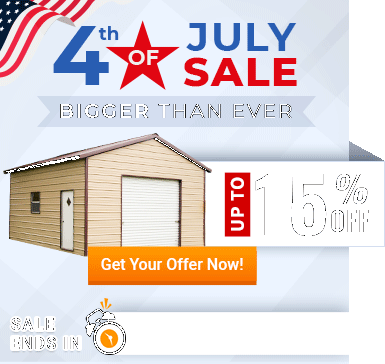 4th OF JULY
SALE
BIGGER THAN EVER
UP TO 15% OFF
Get Your Offer Now!
SALE
ENDS IN